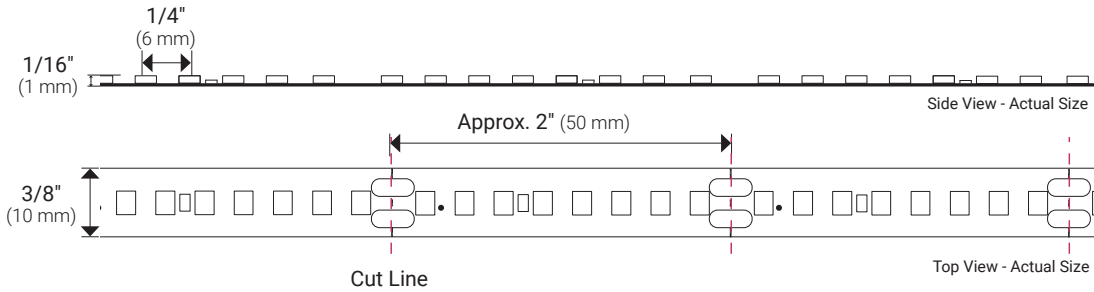 1/4"
(6 mm)
1/16"
(1 mm)
Side View - Actual Size
Approx. 2" (50 mm)
3/8"
(10 mm)
Top View - Actual Size
Cut Line